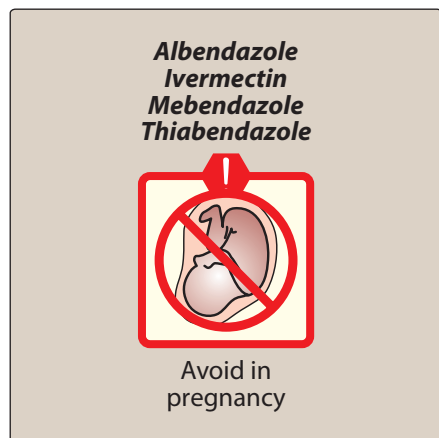 Albendazole
Ivermectin
Mebendazole
Thiabendazole
!
Avoid in
pregnancy